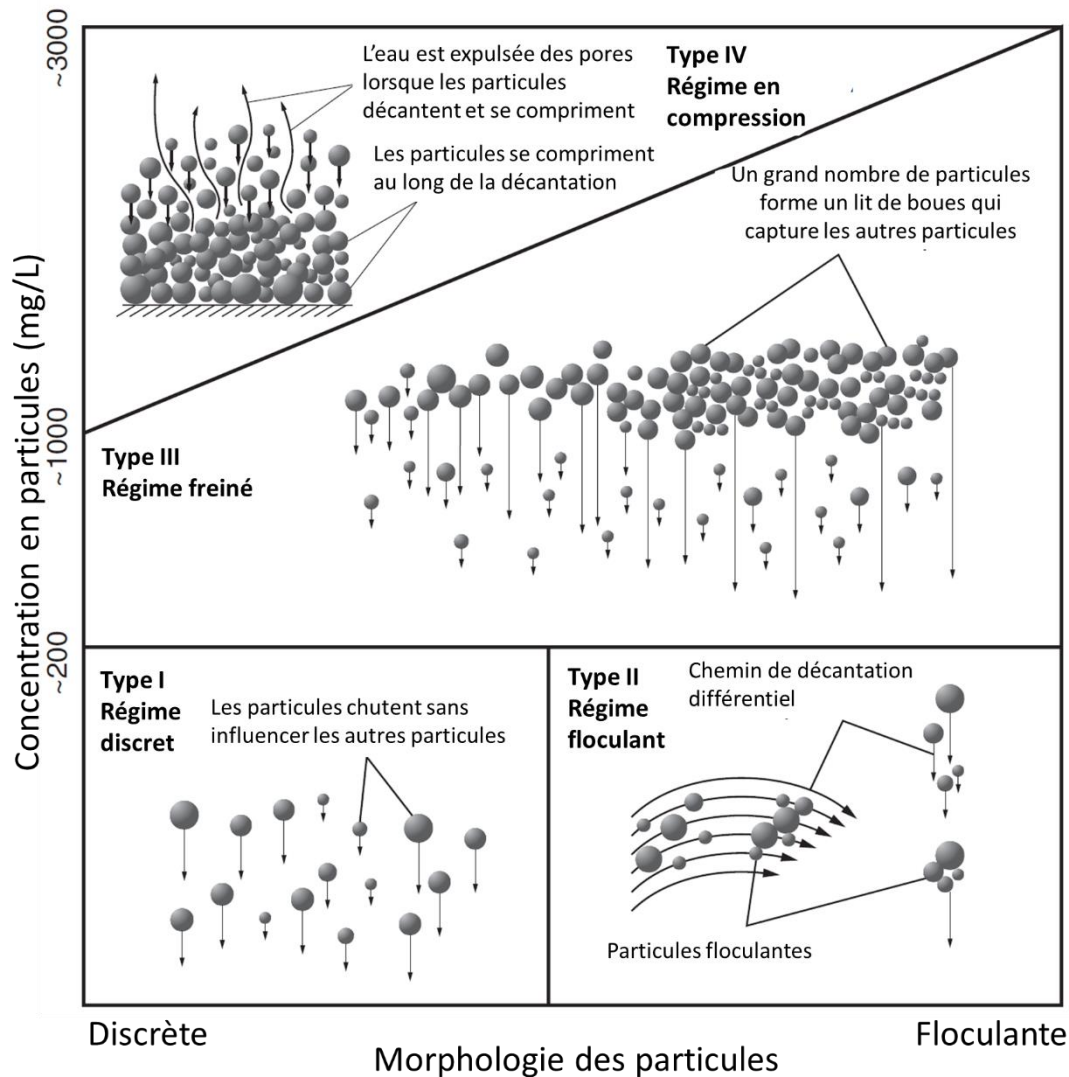 ~3000
L'eau est expulsée des pores
lorsque les particules
décantent et se compriment
Type IV
Régime en
compression
Les particules se compriment
au long de la décantation
Un grand nombre de particules
forme un lit de boues qui
capture les autres particules
Concentration en particules (mg/L)
~1000
Type III
Régime freiné
~200
Type I
Régime
discret
Les particules chutent sans
influencer les autres particules
Type II
Régime
floculant
Chemin de décantation
différentiel
Particules floculantes
Discrète
Floculante
Morphologie des particules